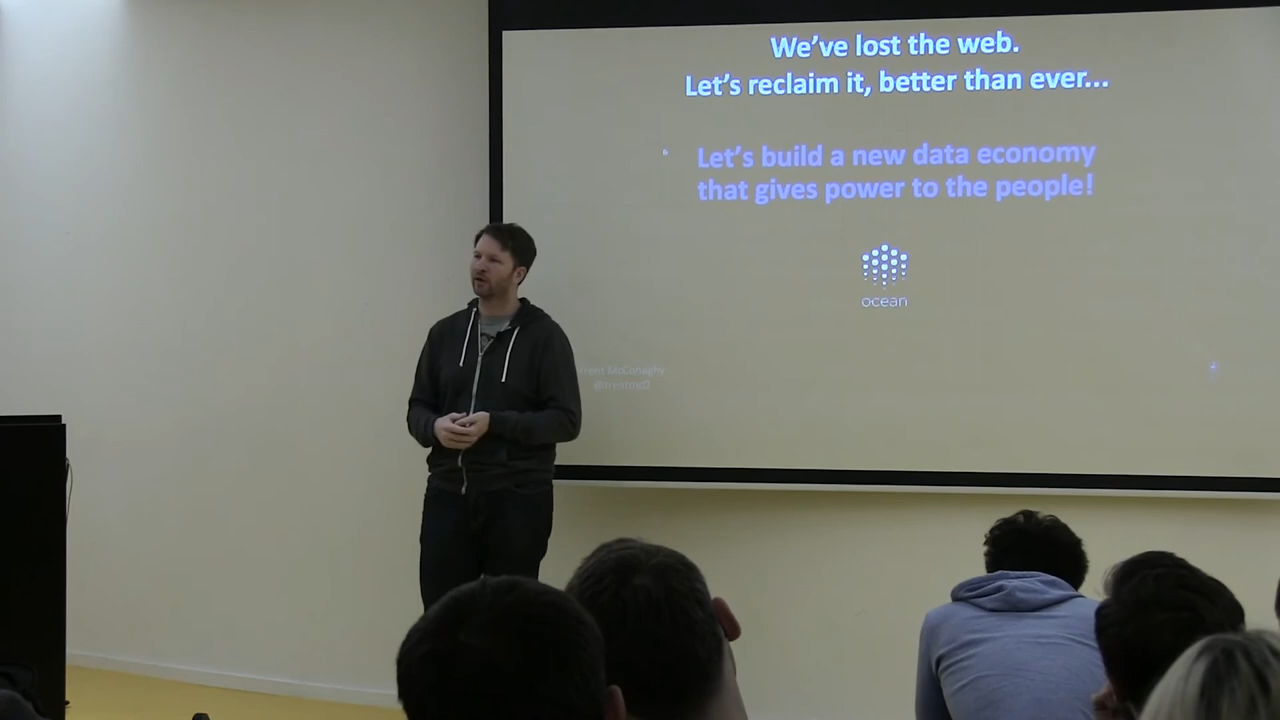 We've lost the web.
Let's reclaim it, better than ever...
Let's build a new data economy
that gives power to the people!
ocean
McConaghy